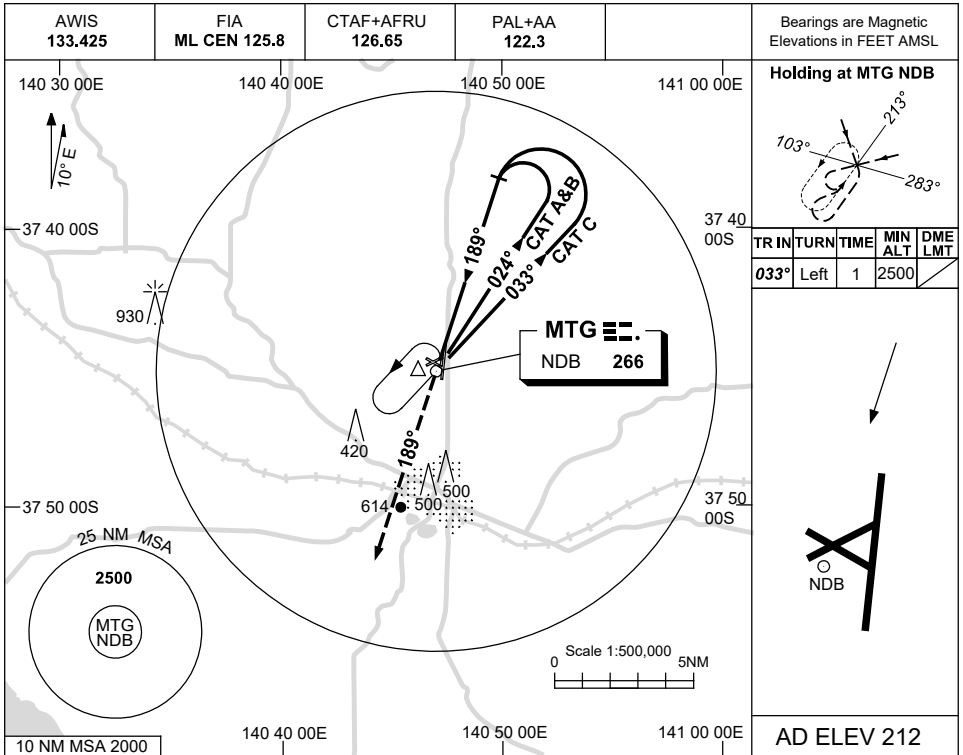 AWIS
133.425
FIA
ML CEN 125.8
CTAF+AFRU
126.65
PAL+AA
122.3
Bearings are Magnetic
Elevations in FEET AMSL
140 30 00E
140 40 00E
140 50 00E
141 00 00E
10° E
37 40 00S
37 40
00S
189°
024° CAT A&B
033° CAT C
930
MTG
NDB 266
420
189°
500
500
614
37 50 00S
37 50
00S
25 NM MSA
2500
MTG
NDB
Scale 1:500,000
0 5NM
140 40 00E
140 50 00E
141 00 00E
10 NM MSA 2000
Holding at MTG NDB
213°
103°
283°
TR IN TURN TIME MIN ALT DME LMT
033° Left 1 2500
NDB
AD ELEV 212